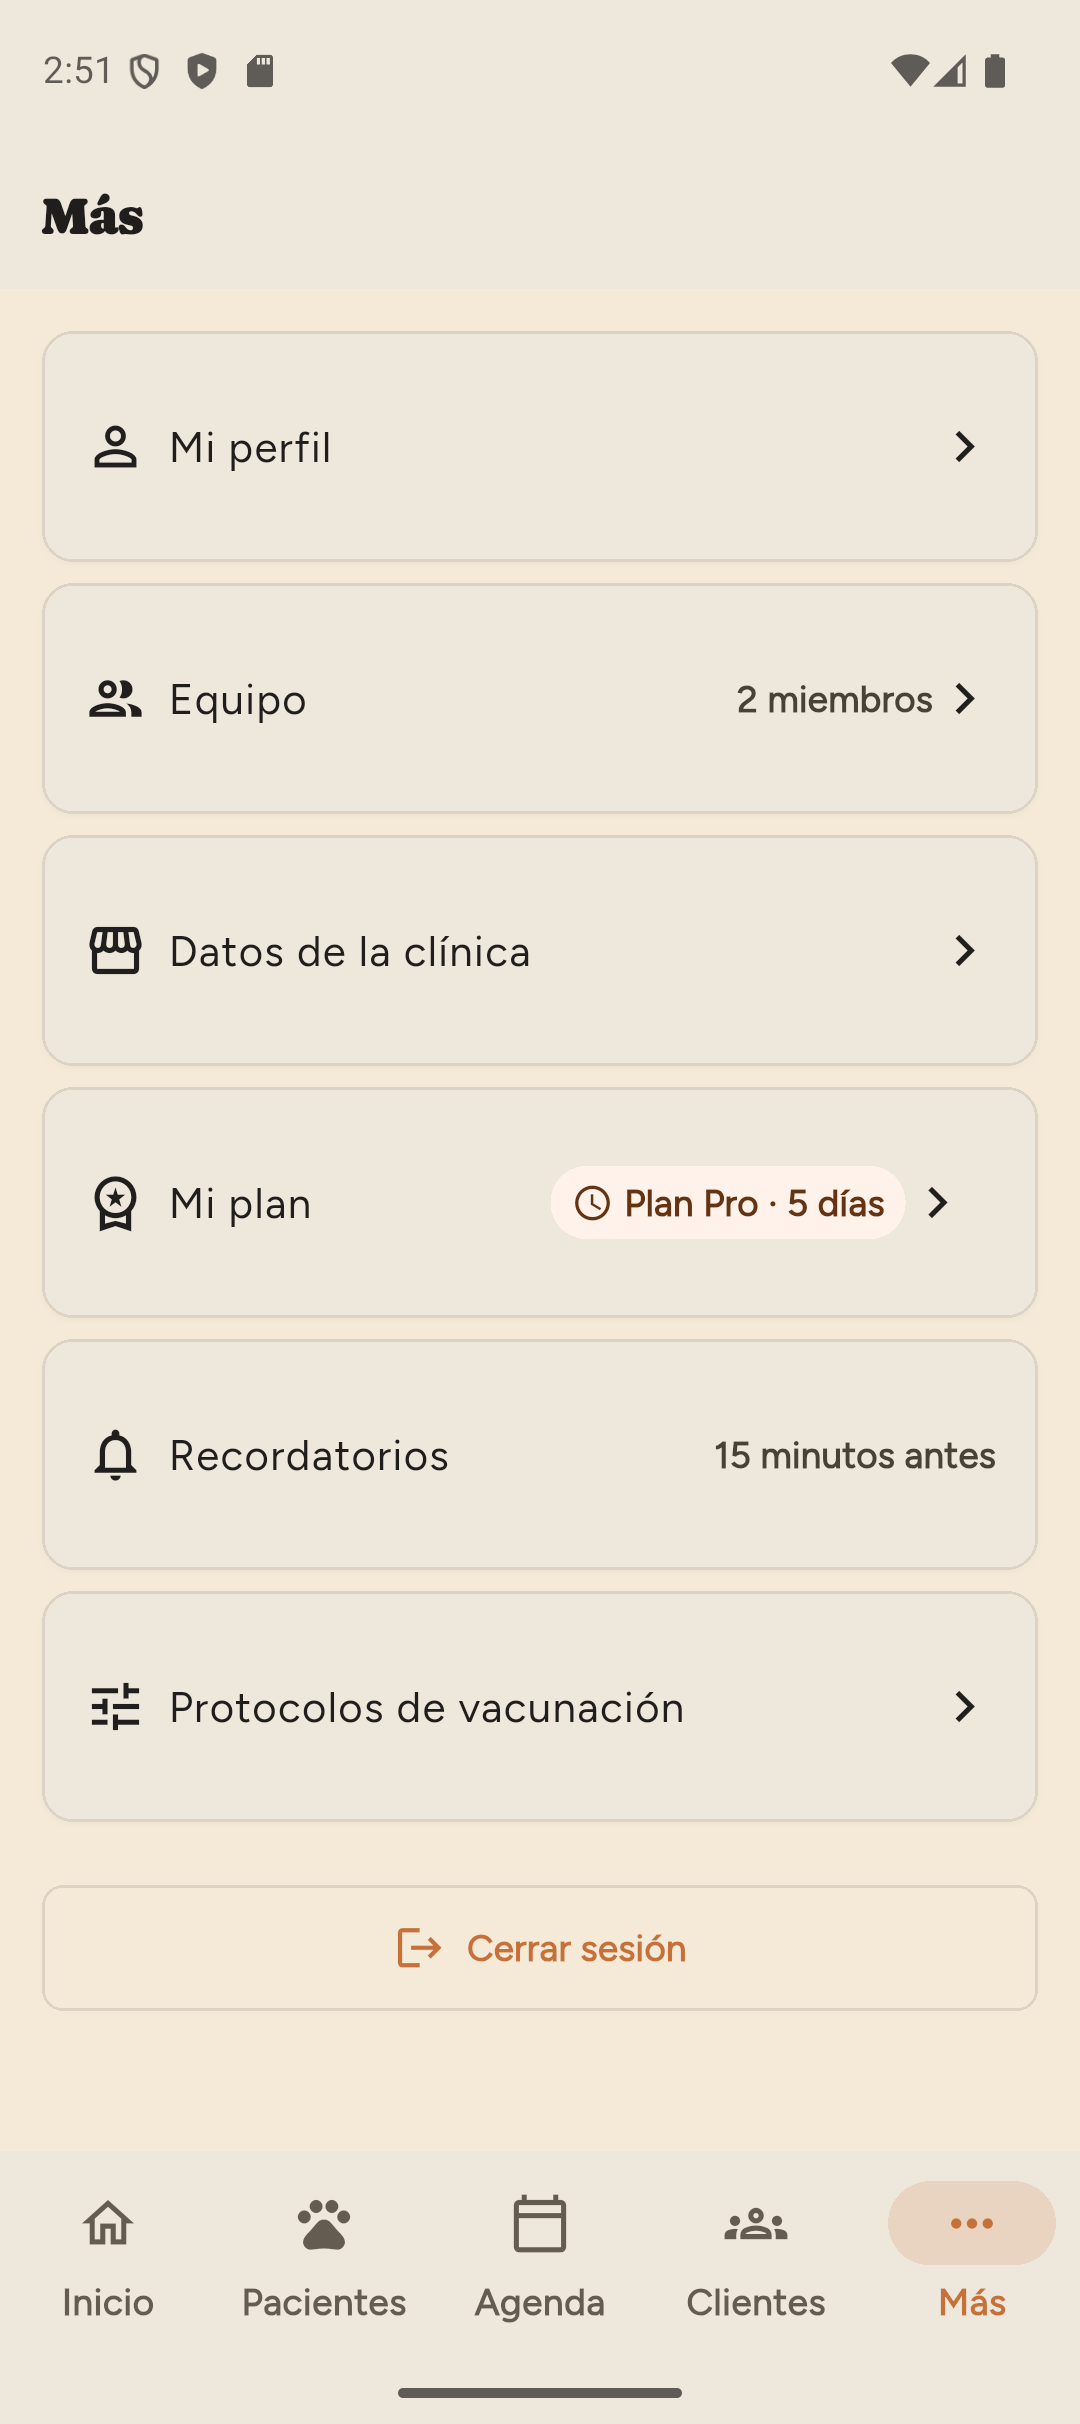 2:51
Más
Mi perfil
Equipo
2 miembros
Datos de la clínica
Mi plan
Plan Pro · 5 días
Recordatorios
15 minutos antes
Protocolos de vacunación
Cerrar sesión
Inicio
Pacientes
Agenda
Clientes
Más